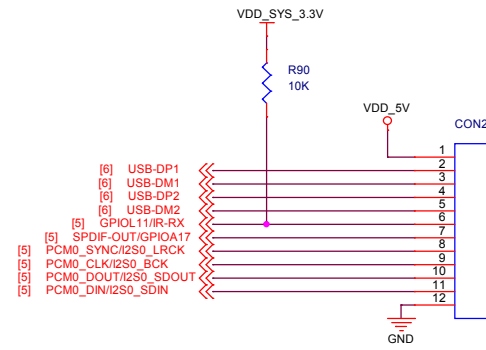 VDD_SYS_3.3V
R90
10K
VDD_5V
CON2
1
[6] USB-DP1 2
[6] USB-DM1 3
[6] USB-DP2 4
[6] USB-DM2 5
[5] GPIOL11/IR-RX 6
[5] SPDIF-OUT/GPIOA17 7
[5] PCM0_SYNC/I2S0_LRCK 8
[5] PCM0_CLK/I2S0_BCK 9
[5] PCM0_DOUT/I2S0_SDOUT 10
[5] PCM0_DIN/I2S0_SDIN 11
12
GND